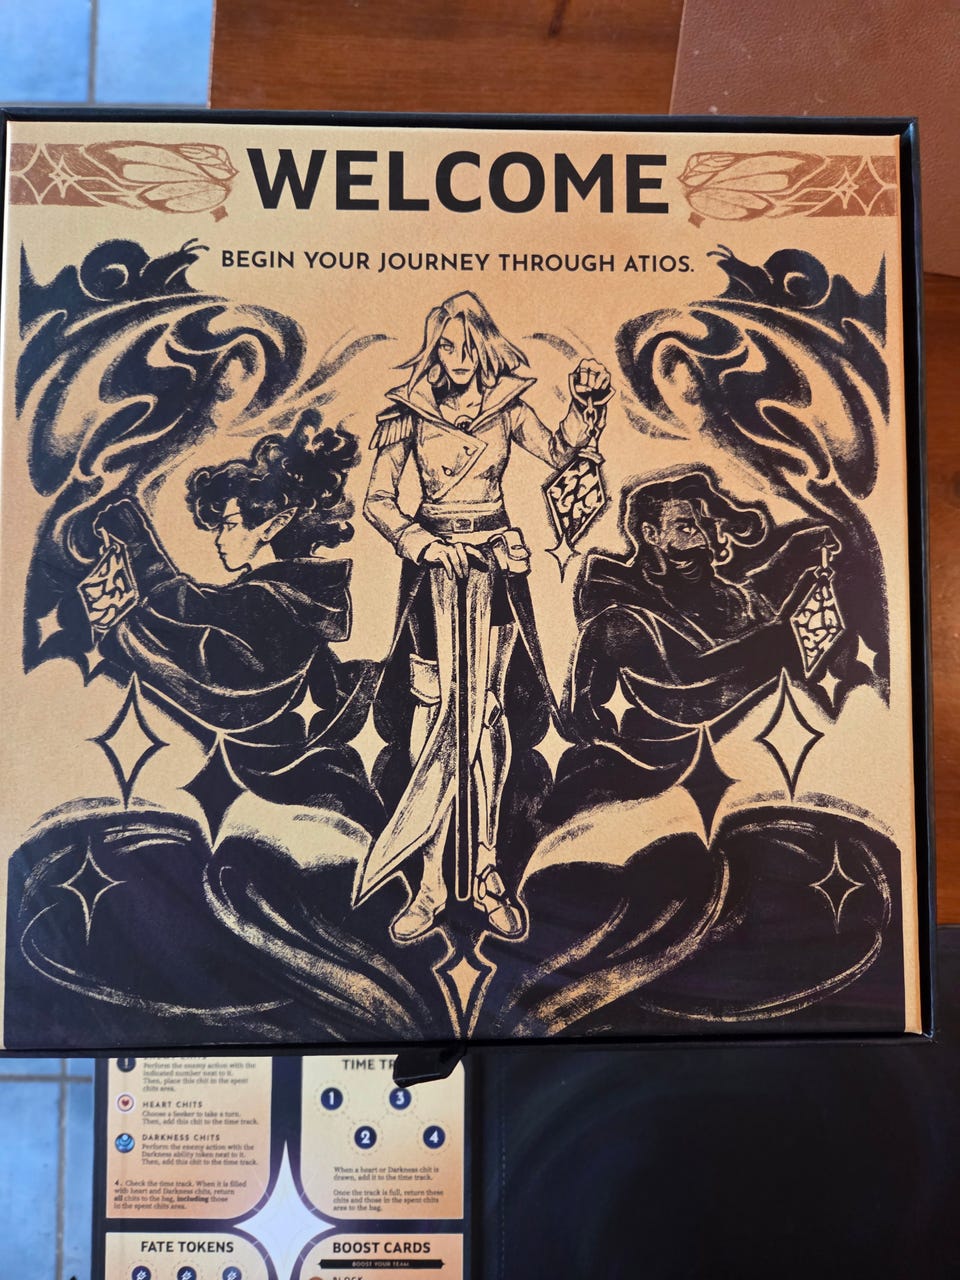 WELCOME
BEGIN YOUR JOURNEY THROUGH ATIOS.
Perform the enemy action with the
indicated number next to it.
Then, place this chit in the spent
chits area.
HEART CHITS
Choose a Seeker to take a turn.
Then, add this chit to the time track.
DARKNESS CHITS
Perform the enemy action with the
Darkness ability token next to it.
Then, add this chit to the time track.
4. Check the time track. When it is filled
with heart and Darkness chits, return
all chits to the bag, including those
in the spent chits area.
FATE TOKENS
TIME
1
3
2
4
When a heart or Darkness chit is
drawn, add it to the time track.
Once the track is full, return these
chits and those in the spent chits
area to the bag.
BOOST CARDS
BOOST YOUR TEAM
BLOCK